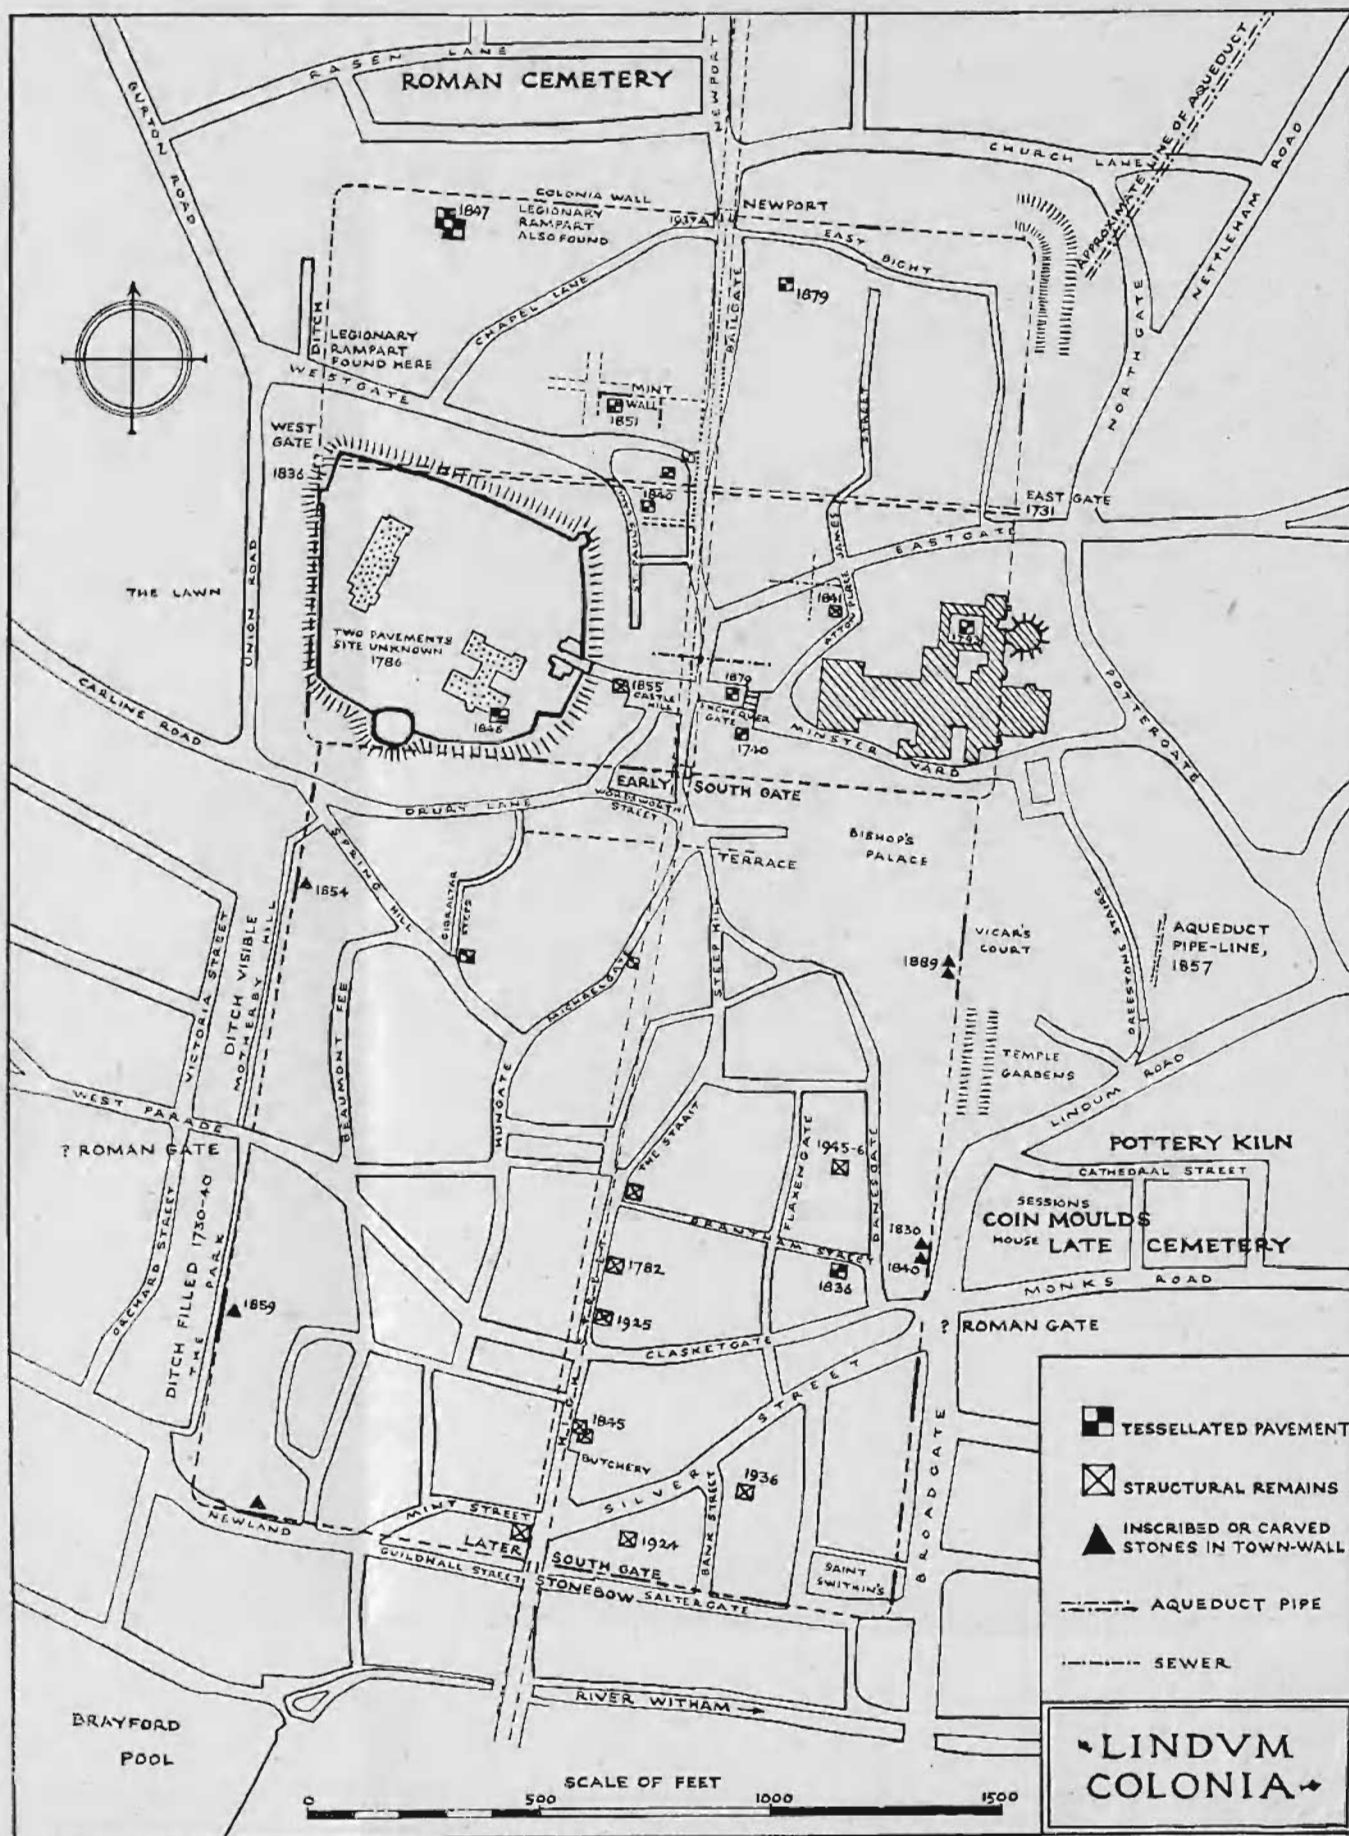 RASEN LANE
ROMAN CEMETERY
NEWPORT
BURTON ROAD
CHURCH LANE
APPROXIMATE LINE OF AQUEDUCT
NETTLEHAM ROAD
NORTH GATE
COLONIA WALL
1847
LEGIONARY
RAMPART
ALSO FOUND
1937
NEWPORT
EAST BIGHT
1879
CHAPEL LANE
BAILGATE
DITCH
LEGIONARY
RAMPART
FOUND HERE
WESTGATE
MINT
WALL
1851
JAMES STREET
WEST
GATE
1836
1840
EAST GATE
1731
EASTGATE
ST. PAULS
THE LAWN
UNION ROAD
TWO PAVEMENTS
SITE UNKNOWN
1786
1841
1793
1846
1855
CASTLE
HILL
1879
EXCHEQUER
GATE
1740
MINSTER YARD
POTTERGATE
CARLINE ROAD
EARLY SOUTH GATE
DRURY LANE
WORDSWORTH
STREET
TERRACE
BISHOP'S
PALACE
SPRING HILL
1854
GIBRALTAR
STEPS
MICHAELGATE
STEEP HILL
1889
VICAR'S
COURT
GREESTONE STAIRS
AQUEDUCT
PIPE-LINE,
1857
VICTORIA STREET
DITCH VISIBLE
MOTHERBY HILL
BEAUMONT FEE
HUNGATE
TEMPLE
GARDENS
LINDUM ROAD
WEST PARADE
? ROMAN GATE
THE STRAIT
FLAXENGATE
1945-6
DANESGATE
POTTERY KILN
CATHEDRAL STREET
SESSIONS
COIN MOULDS
HOUSE
LATE CEMETERY
MONKS ROAD
GRANTHAM STREET
1830
1840
1836
1782
1925
ORCHARD STREET
DITCH FILLED 1730-40
THE PARK
1859
HIGH STREET
CLASKETGATE
? ROMAN GATE
SILVER STREET
1845
BUTCHERY
1936
BANK STREET
BROADGATE
NEWLAND
MINT STREET
LATER
SOUTH GATE
1924
GUILDHALL STREET
STONEBOW
SALTERGATE
SAINT
SWITHIN'S
RIVER WITHAM
BRAYFORD
POOL
TESSELLATED PAVEMENT
STRUCTURAL REMAINS
INSCRIBED OR CARVED
STONES IN TOWN-WALL
AQUEDUCT PIPE
SEWER
LINDVM
COLONIA
SCALE OF FEET
0 500 1000 1500